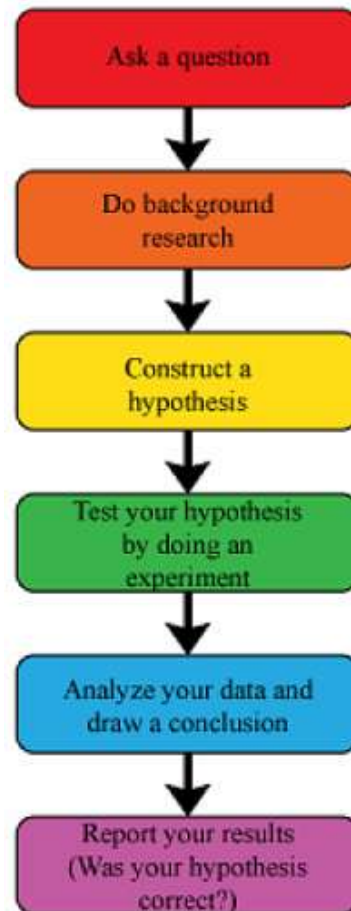 Ask a question
Do background
research
Construct a
hypothesis
Test your hypothesis
by doing an
experiment
Analyze your data and
draw a conclusion
Report your results
(Was your hypothesis
correct?)